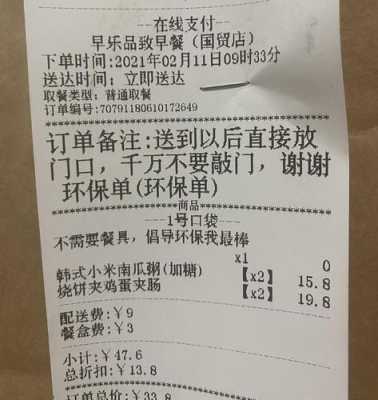 ---在线支付---
早乐品致早餐(国贸店)
下单时间:2021年02月11日09时33分
送达时间:立即送达
取餐类型:普通取餐
订单编号:70791180610172649
订单备注:送到以后直接放
门口,千万不要敲门,谢谢
环保单(环保单)
商品
---1号口袋---
不需要餐具,倡导环保我最棒
x1 0
韩式小米南瓜粥(加糖) 【x2】 15.8
烧饼夹鸡蛋夹肠 【x2】 19.8
配送费:¥9
餐盒费:¥3
小计:¥47.6
总折扣:¥13.8
订单总价:¥33.8